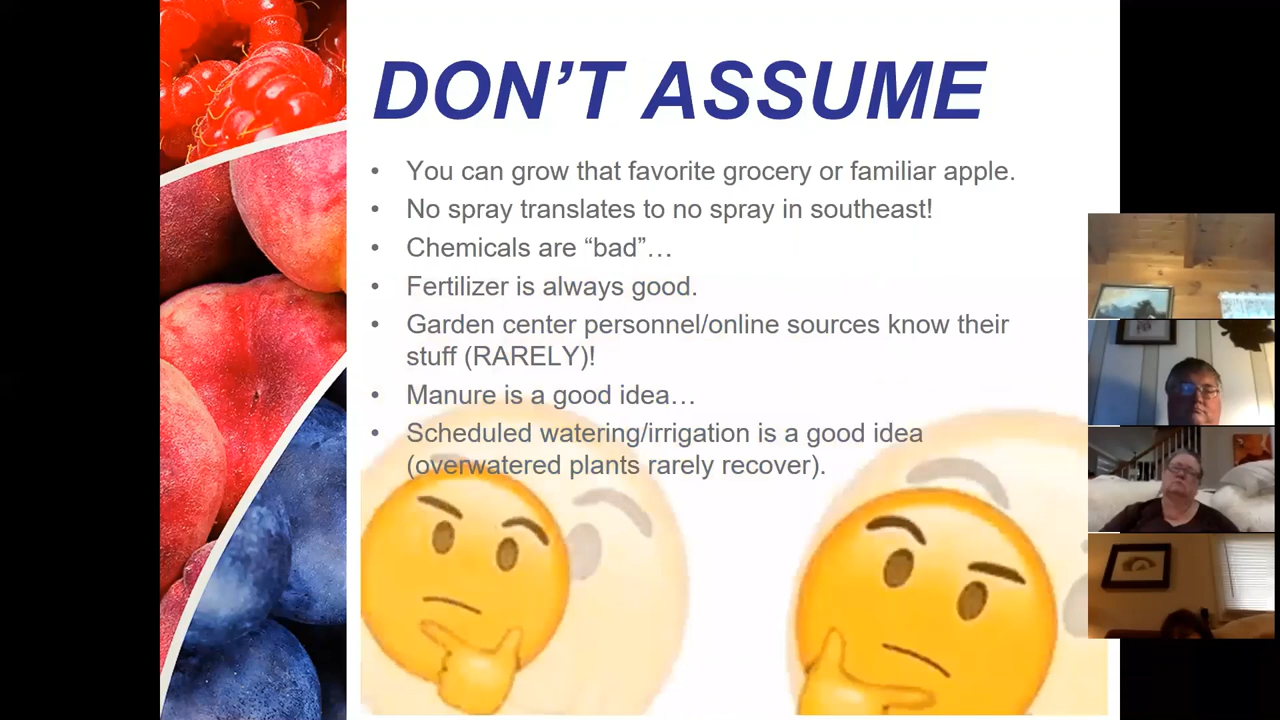 DON’T ASSUME
• You can grow that favorite grocery or familiar apple.
• No spray translates to no spray in southeast!
• Chemicals are “bad”…
• Fertilizer is always good.
• Garden center personnel/online sources know their
stuff (RARELY)!
• Manure is a good idea…
• Scheduled watering/irrigation is a good idea
(overwatered plants rarely recover).